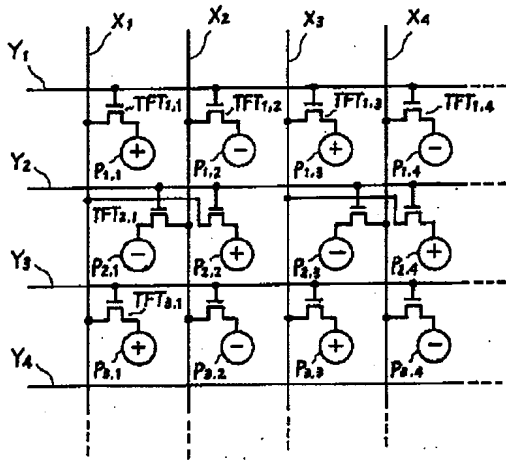 X1 X2 X3 X4
Y1
TFT1,1 TFT1,2 TFT1,3 TFT1,4
+ − + −
P1,1 P1,2 P1,3 P1,4
Y2
TFT2,1
− + − +
P2,1 P2,2 P2,3 P2,4
Y3
TFT3,1
+ − + −
P3,1 P3,2 P3,3 P3,4
Y4